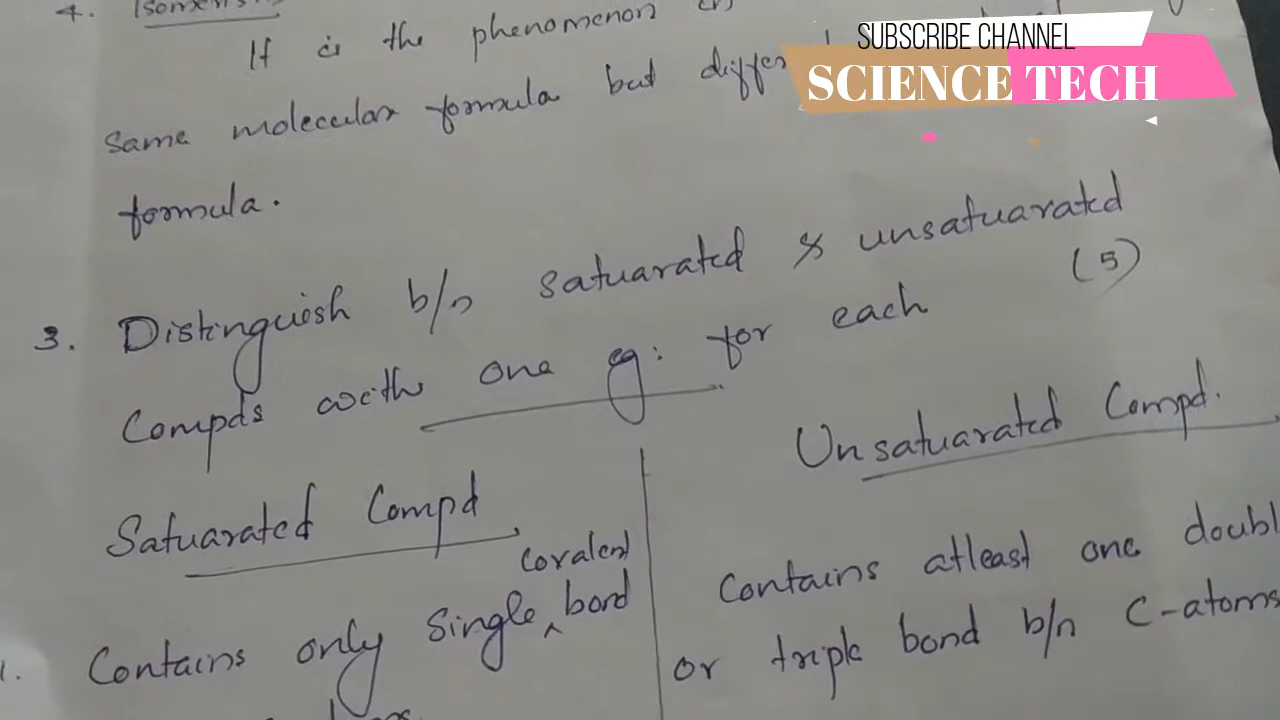 4.
It is the phenomenon
same molecular formula but differ
formula.
3. Distinguish b/n satuarated & unsatuarated
Compds with one eg: for each (5)
Satuarated Compd
Unsatuarated Compd.
covalent
1. Contains only single ^ bond
Contains atleast one doubl
or triple bond b/n C-atoms
SUBSCRIBE CHANNEL
SCIENCE TECH